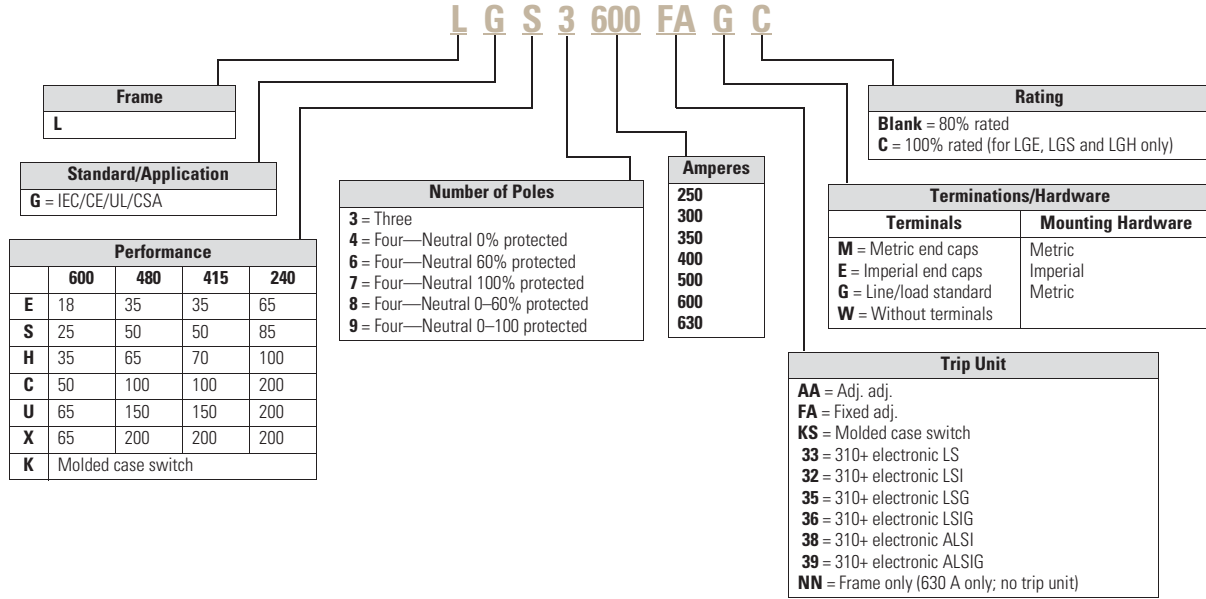 L G S 3 600 FA G C
Frame
L
Standard/Application
G = IEC/CE/UL/CSA
Performance
600 480 415 240
E 18 35 35 65
S 25 50 50 85
H 35 65 70 100
C 50 100 100 200
U 65 150 150 200
X 65 200 200 200
K Molded case switch
Number of Poles
3 = Three
4 = Four—Neutral 0% protected
6 = Four—Neutral 60% protected
7 = Four—Neutral 100% protected
8 = Four—Neutral 0–60% protected
9 = Four—Neutral 0–100 protected
Amperes
250
300
350
400
500
600
630
Rating
Blank = 80% rated
C = 100% rated (for LGE, LGS and LGH only)
Terminations/Hardware
Terminals Mounting Hardware
M = Metric end caps Metric
E = Imperial end caps Imperial
G = Line/load standard Metric
W = Without terminals
Trip Unit
AA = Adj. adj.
FA = Fixed adj.
KS = Molded case switch
33 = 310+ electronic LS
32 = 310+ electronic LSI
35 = 310+ electronic LSG
36 = 310+ electronic LSIG
38 = 310+ electronic ALSI
39 = 310+ electronic ALSIG
NN = Frame only (630 A only; no trip unit)